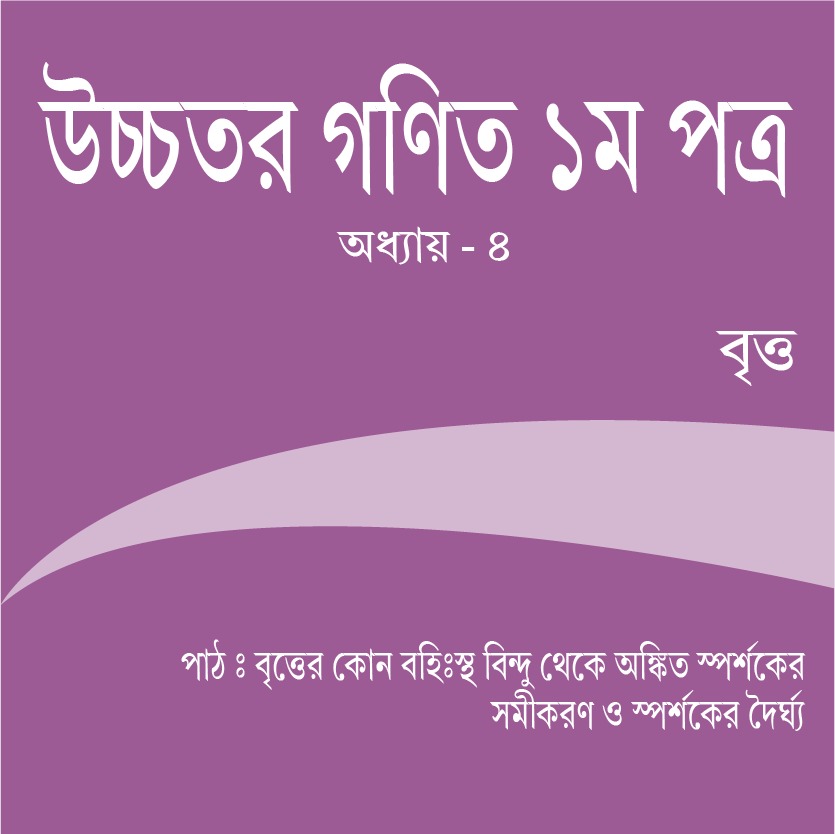 উচ্চতর গণিত ১ম পত্র
অধ্যায় - ৪
বৃত্ত
পাঠ ঃ বৃত্তের কোন বহিঃস্থ বিন্দু থেকে অঙ্কিত স্পর্শকের
সমীকরণ ও স্পর্শকের দৈর্ঘ্য